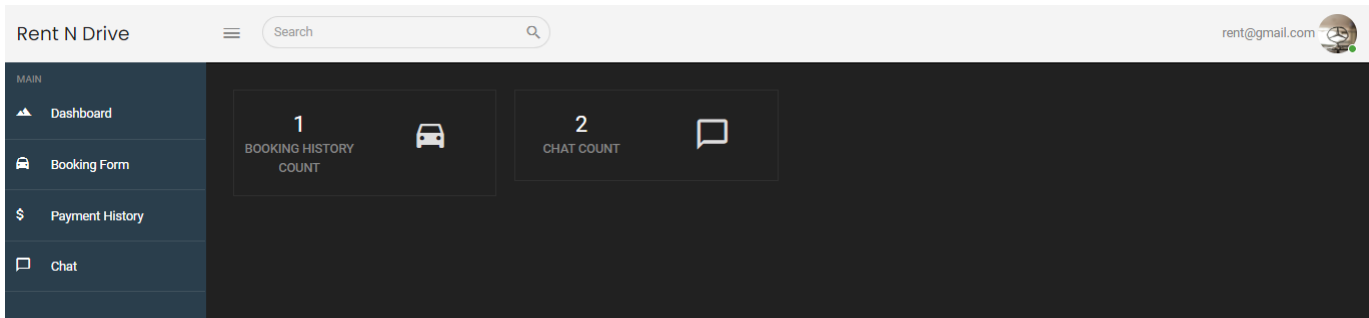 Rent N Drive
Search
rent@gmail.com
MAIN
Dashboard
Booking Form
Payment History
Chat
1
BOOKING HISTORY
COUNT
2
CHAT COUNT